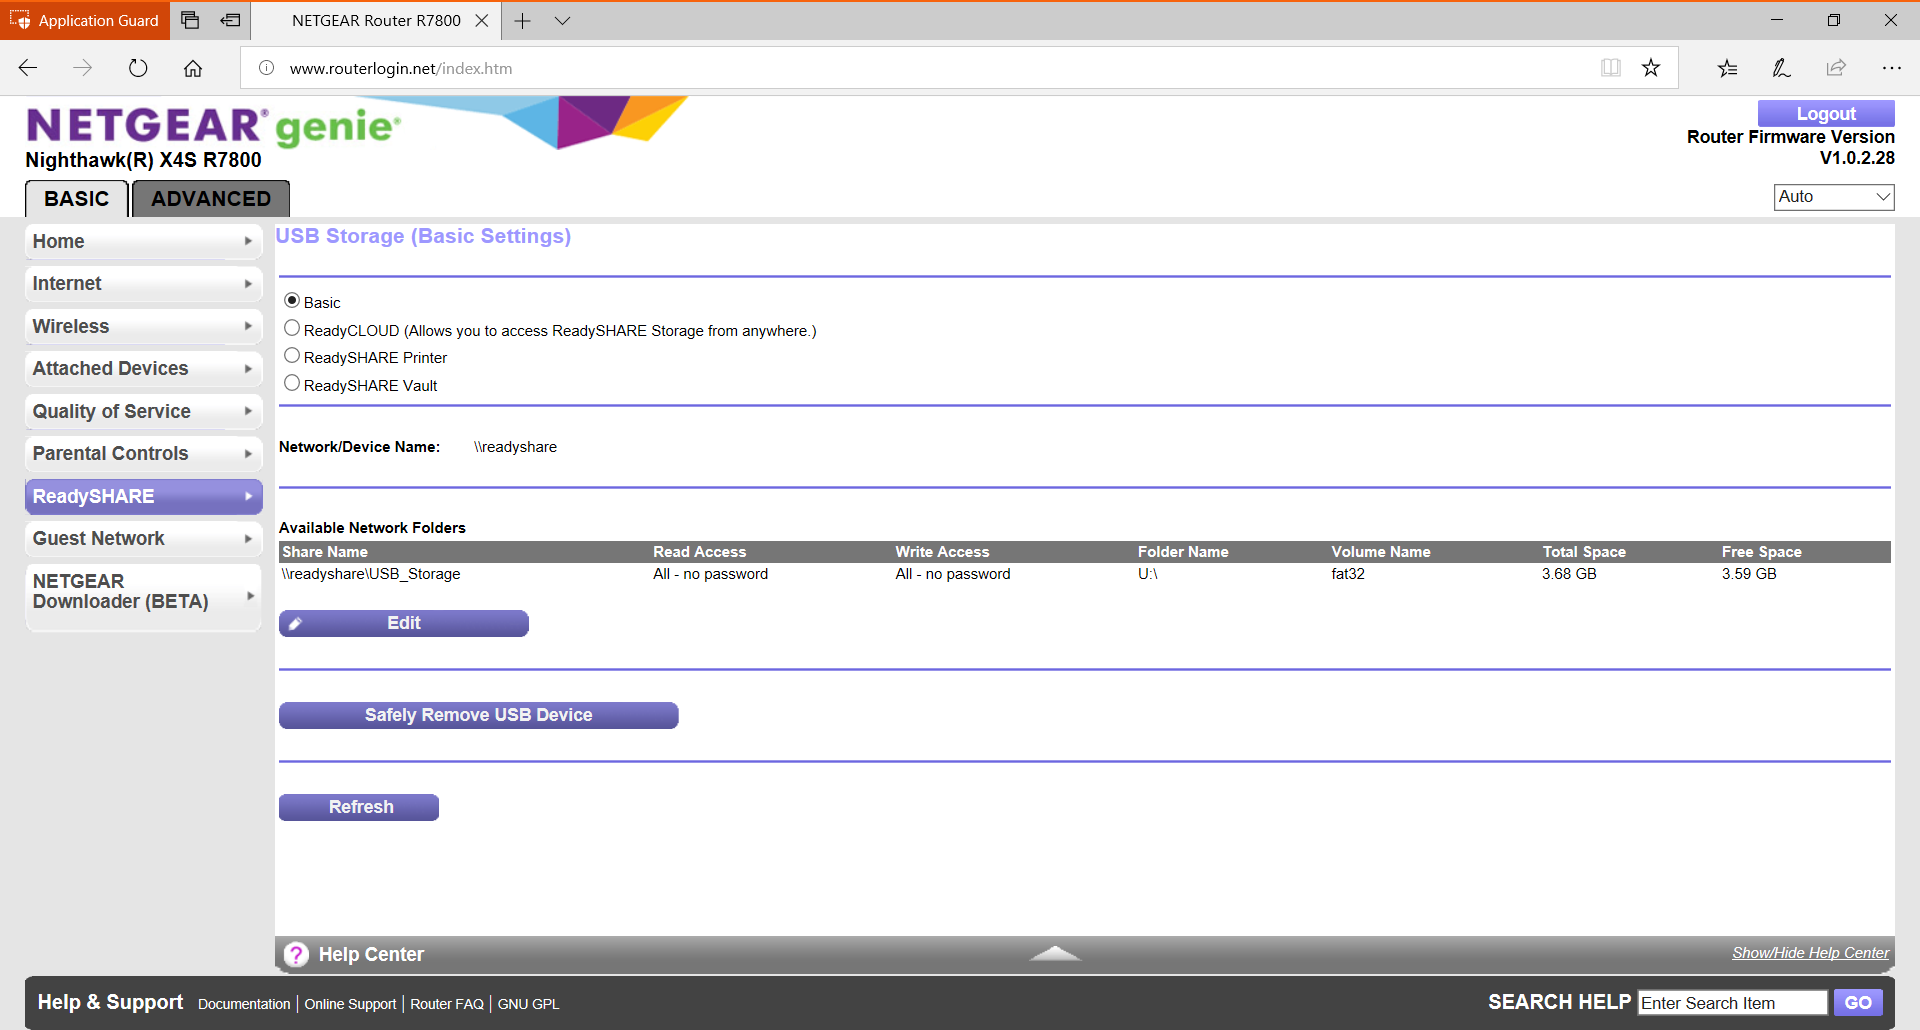 Application Guard
NETGEAR Router R7800
www.routerlogin.net/index.htm
NETGEAR® genie®
Nighthawk(R) X4S R7800
Logout
Router Firmware Version
V1.0.2.28
BASIC
ADVANCED
Auto
Home
Internet
Wireless
Attached Devices
Quality of Service
Parental Controls
ReadySHARE
Guest Network
NETGEAR
Downloader (BETA)
USB Storage (Basic Settings)
Basic
ReadyCLOUD (Allows you to access ReadySHARE Storage from anywhere.)
ReadySHARE Printer
ReadySHARE Vault
Network/Device Name: \\readyshare
Available Network Folders
Share Name Read Access Write Access Folder Name Volume Name Total Space Free Space
\\readyshare\USB_Storage All - no password All - no password U:\ fat32 3.68 GB 3.59 GB
Edit
Safely Remove USB Device
Refresh
? Help Center
Show/Hide Help Center
Help & Support Documentation | Online Support | Router FAQ | GNU GPL
SEARCH HELP Enter Search Item GO